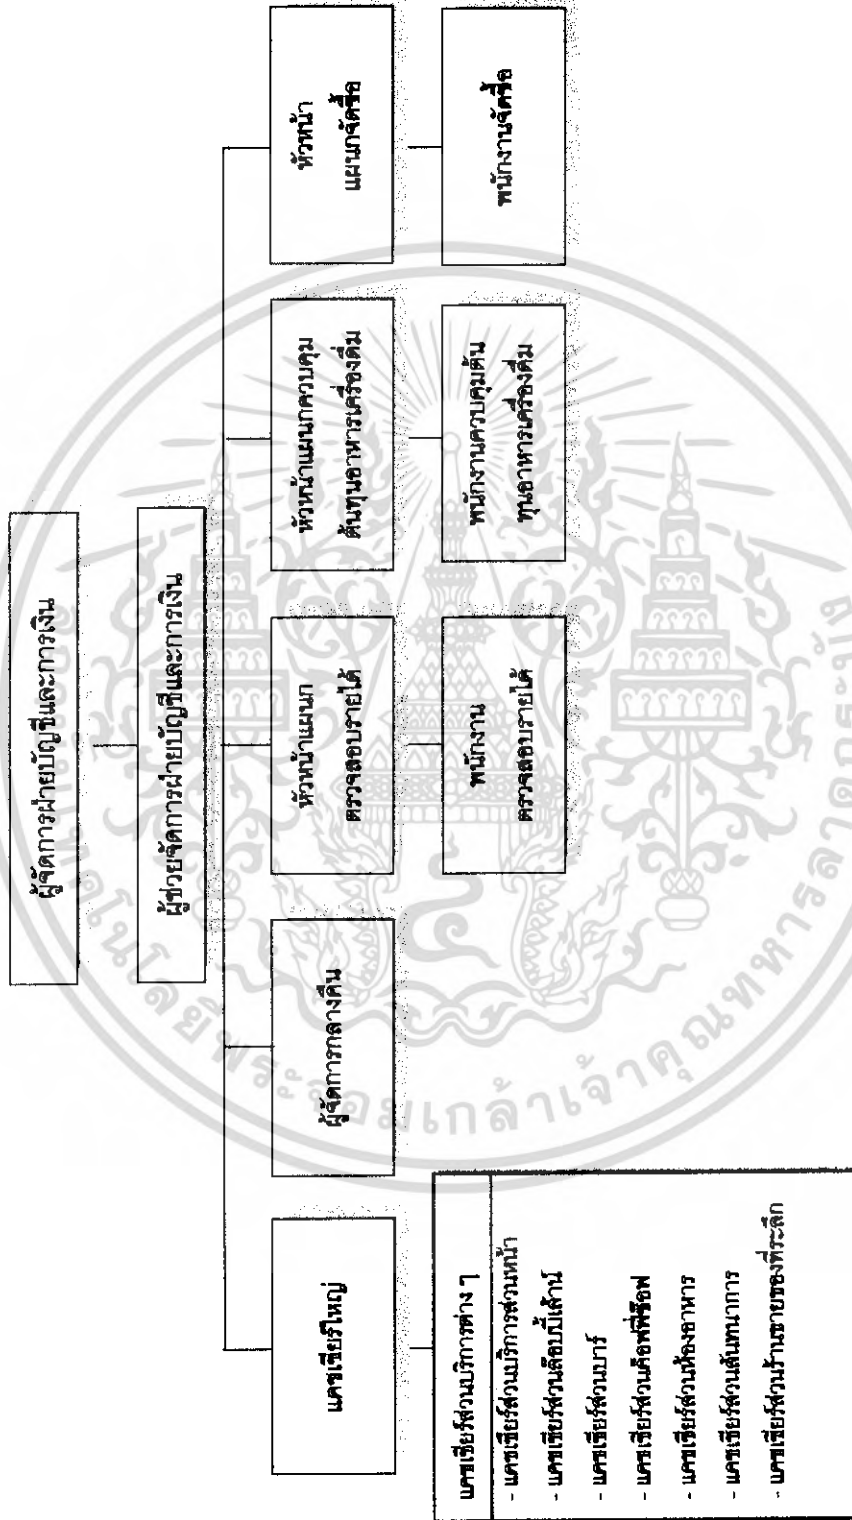 ผู้จัดการฝ่ายบัญชีและการเงิน
ผู้ช่วยจัดการฝ่ายบัญชีและการเงิน
แคชเชียร์ใหญ่
ผู้จัดการกลางคืน
หัวหน้าแผนก
ตรวจสอบรายได้
หัวหน้าแผนกควบคุม
ต้นทุนอาหารเครื่องดื่ม
หัวหน้า
แผนกจัดซื้อ
แคชเชียร์ส่วนบริการต่าง ๆ
- แคชเชียร์ส่วนบริการส่วนหน้า
- แคชเชียร์ส่วนล๊อบบี้เล้าน์
- แคชเชียร์ส่วนบาร์
- แคชเชียร์ส่วนค๊อฟฟี่ช๊อฟ
- แคชเชียร์ส่วนห้องอาหาร
- แคชเชียร์ส่วนสันทนาการ
- แคชเชียร์ส่วนร้านขายของที่ระลึก
พนักงาน
ตรวจสอบรายได้
พนักงานควบคุมต้น
ทุนอาหารเครื่องดื่ม
พนักงานจัดซื้อ